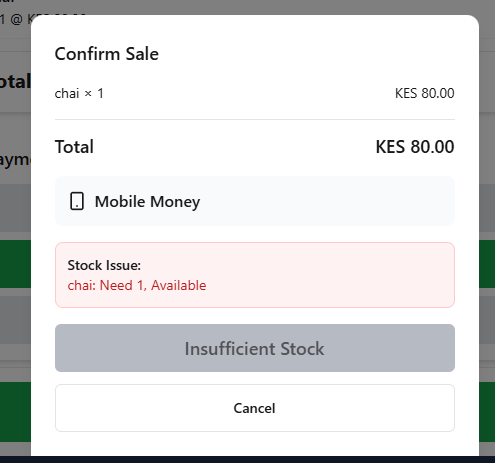 1 @ K
Confirm Sale
chai × 1 KES 80.00
otal
Total KES 80.00
aym
Mobile Money
Stock Issue:
chai: Need 1, Available
Insufficient Stock
Cancel